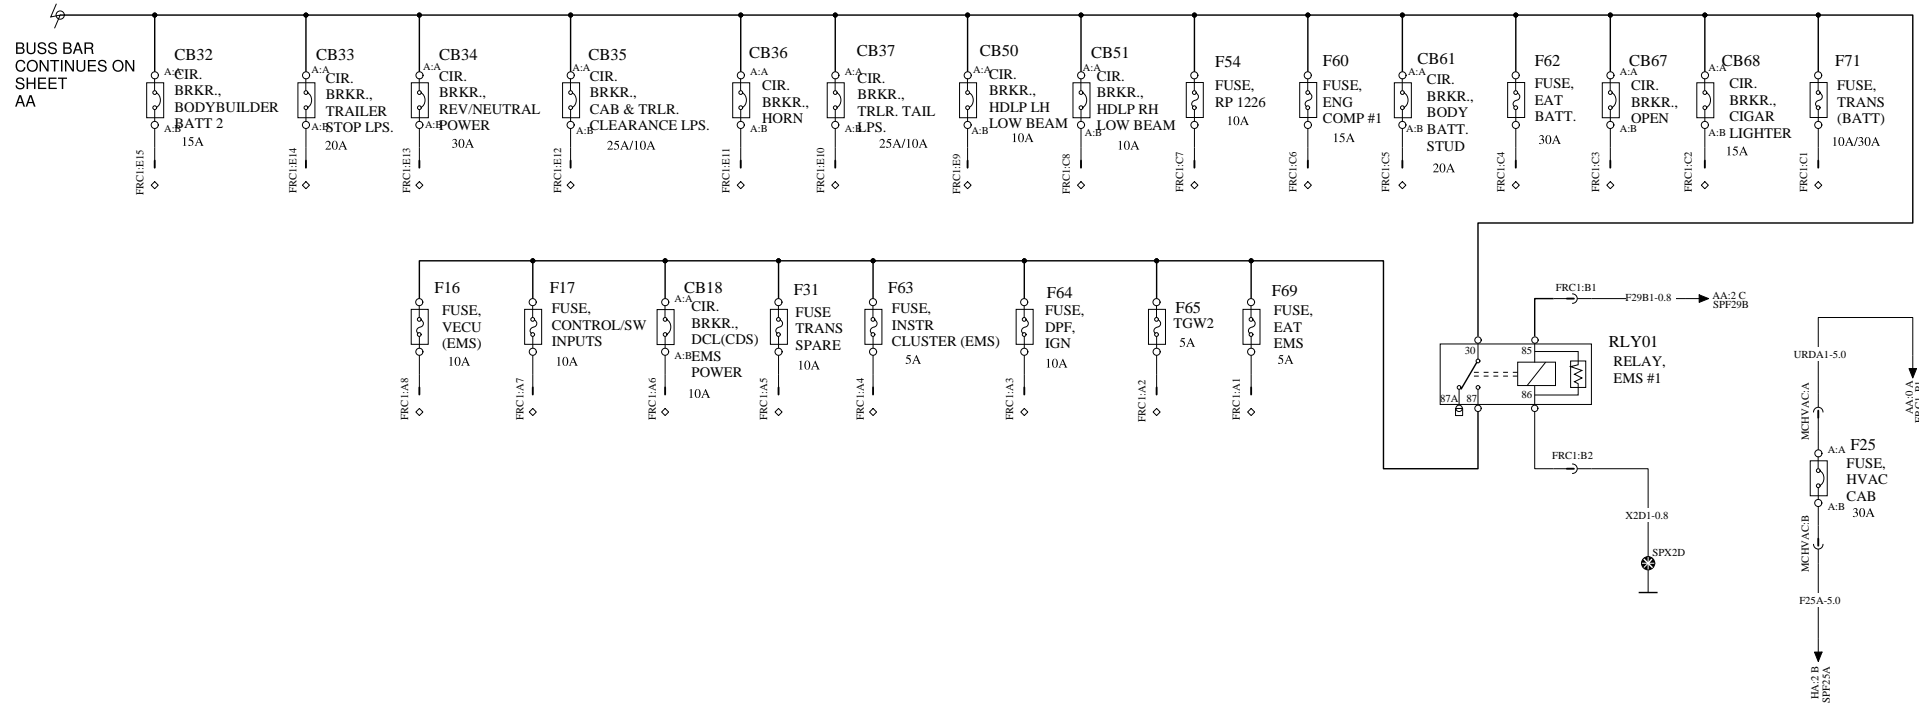 BUSS BAR
CONTINUES ON
SHEET
AA
CB32
A:A
CIR.
BRKR.,
BODYBUILDER
BATT 2
A:B
15A
FRC1:E15
CB33
A:A
CIR.
BRKR.,
TRAILER
STOP LPS.
A:B
20A
FRC1:E14
CB34
A:A
CIR.
BRKR.,
REV/NEUTRAL
POWER
A:B
30A
FRC1:E13
CB35
A:A
CIR.
BRKR.,
CAB & TRLR.
CLEARANCE LPS.
A:B
25A/10A
FRC1:E12
CB36
A:A
CIR.
BRKR.,
HORN
A:B
FRC1:E11
CB37
A:A
CIR.
BRKR.,
TRLR. TAIL
LPS.
A:B
25A/10A
FRC1:E10
CB50
A:A
CIR.
BRKR.,
HDLP LH
LOW BEAM
A:B
10A
FRC1:E9
CB51
A:A
CIR.
BRKR.,
HDLP RH
LOW BEAM
A:B
10A
FRC1:C8
F54
FUSE,
RP 1226
10A
FRC1:C7
F60
FUSE,
ENG
COMP #1
15A
FRC1:C6
CB61
A:A
CIR.
BRKR.,
BODY
BATT.
STUD
A:B
20A
FRC1:C5
F62
FUSE,
EAT
BATT.
30A
FRC1:C4
CB67
A:A
CIR.
BRKR.,
OPEN
A:B
FRC1:C3
CB68
A:A
CIR.
BRKR.,
CIGAR
LIGHTER
A:B
15A
FRC1:C2
F71
FUSE,
TRANS
(BATT)
10A/30A
FRC1:C1
F16
FUSE,
VECU
(EMS)
10A
FRC1:A8
F17
FUSE,
CONTROL/SW
INPUTS
10A
FRC1:A7
CB18
A:A
CIR.
BRKR.,
DCL(CDS)
EMS
POWER
A:B
10A
FRC1:A6
F31
FUSE
TRANS
SPARE
10A
FRC1:A5
F63
FUSE,
INSTR
CLUSTER (EMS)
5A
FRC1:A4
F64
FUSE,
DPF,
IGN
10A
FRC1:A3
F65
TGW2
5A
FRC1:A2
F69
FUSE,
EAT
EMS
5A
FRC1:A1
FRC1:B1
F29B1-0.8
AA:2 C
SPF29B
RLY01
RELAY,
EMS #1
30
85
87A
87
86
FRC1:B2
X2D1-0.8
SPX2D
URDA1-5.0
MCHVAC:A
A:A
F25
FUSE,
HVAC
CAB
30A
A:B
MCHVAC:B
F25A-5.0
HA:2 B
SPF25A
AA:0 A